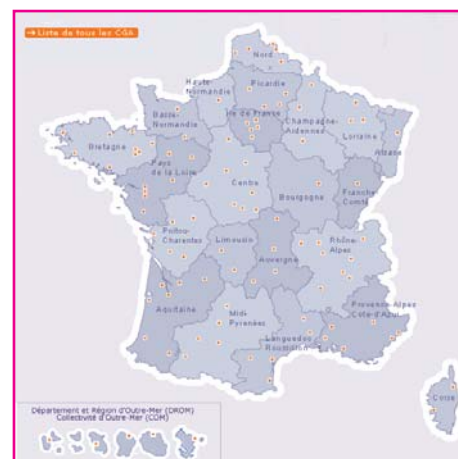 → Liste de tous les CGA
Nord
Picardie
Haute
Normandie
Basse-
Normandie
Ile de France
Champagne-
Ardennes
Lorraine
Alsace
Bretagne
Pays
de la Loire
Centre
Bourgogne
Franche
Comté
Poitou-
Charentes
Limousin
Auvergne
Rhône-
Alpes
Aquitaine
Midi-
Pyrénées
Languedoc
Roussillon
Provence-Alpes
Côte-d'Azur
Corse
Département et Région d'Outre-Mer (DROM)
Collectivité d'Outre-Mer (COM)